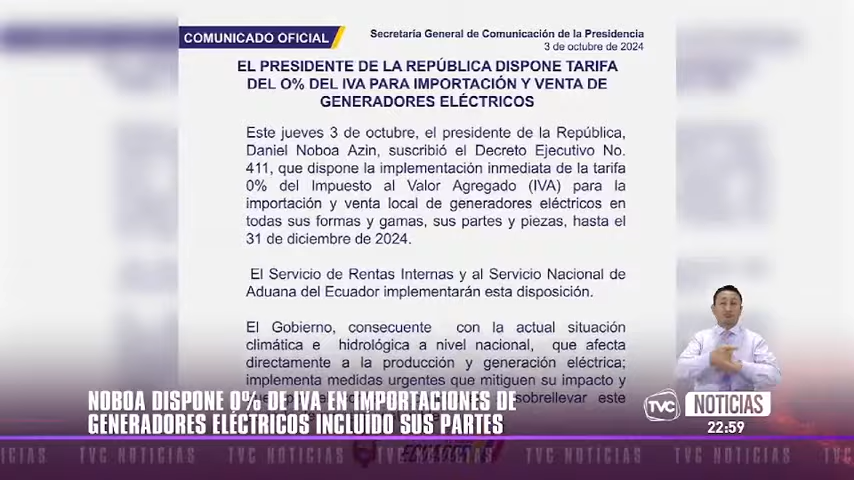 COMUNICADO OFICIAL
Secretaría General de Comunicación de la Presidencia
3 de octubre de 2024
EL PRESIDENTE DE LA REPÚBLICA DISPONE TARIFA
DEL 0% DEL IVA PARA IMPORTACIÓN Y VENTA DE
GENERADORES ELÉCTRICOS
Este jueves 3 de octubre, el presidente de la República,
Daniel Noboa Azin, suscribió el Decreto Ejecutivo No.
411, que dispone la implementación inmediata de la tarifa
0% del Impuesto al Valor Agregado (IVA) para la
importación y venta local de generadores eléctricos en
todas sus formas y gamas, sus partes y piezas, hasta el
31 de diciembre de 2024.
El Servicio de Rentas Internas y al Servicio Nacional de
Aduana del Ecuador implementarán esta disposición.
El Gobierno, consecuente con la actual situación
climática e hidrológica a nivel nacional, que afecta
directamente a la producción y generación eléctrica;
implementa medidas urgentes que mitiguen su impacto y
sobrellevar este
NOBOA DISPONE 0% DE IVA EN IMPORTACIONES DE
GENERADORES ELÉCTRICOS INCLUÍDO SUS PARTES
TVC NOTICIAS
22:59
NOTICIAS TVC NOTICIAS TVC NOTICIAS TVC NOTICIAS TVC NOTICIAS TVC NOTICIAS
ECUADOR